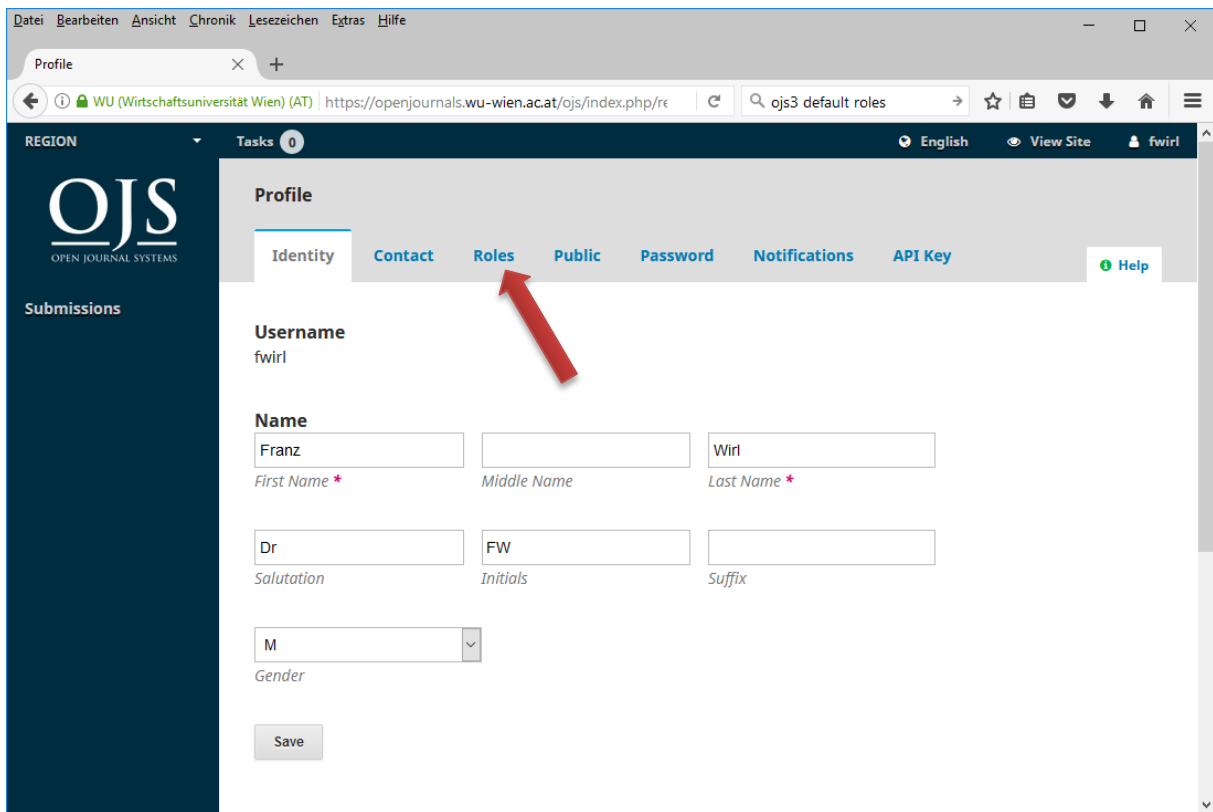 Datei Bearbeiten Ansicht Chronik Lesezeichen Extras Hilfe
Profile
WU (Wirtschaftsuniversität Wien) (AT) https://openjournals.wu-wien.ac.at/ojs/index.php/re ojs3 default roles
REGION Tasks 0 English View Site fwirl
OJS
OPEN JOURNAL SYSTEMS
Submissions
Profile
Identity Contact Roles Public Password Notifications API Key
Help
Username
fwirl
Name
Franz Wirl
First Name * Middle Name Last Name *
Dr FW
Salutation Initials Suffix
M
Gender
Save